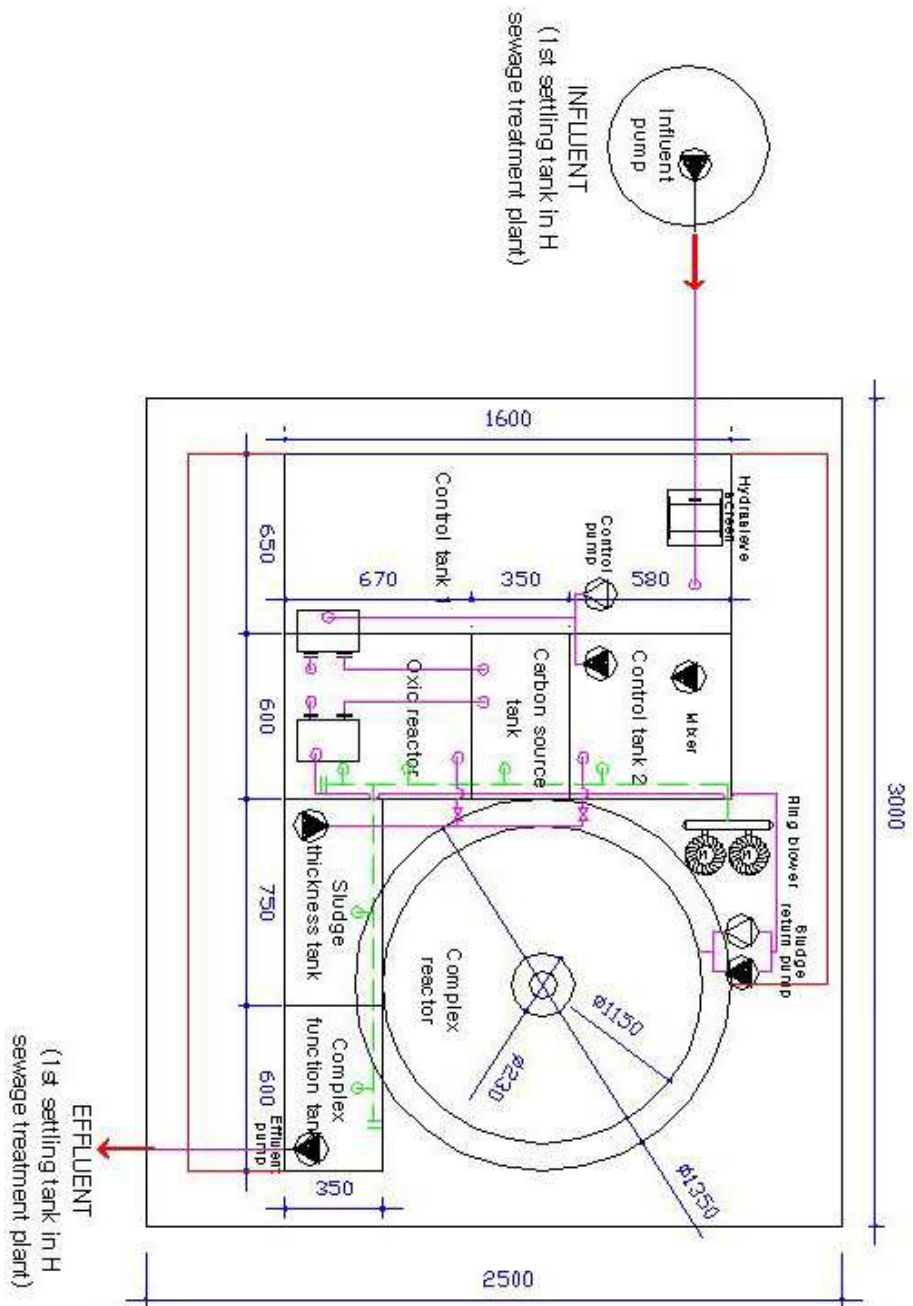 INFLUENT
(1st settling tank in H
sewage treatment plant)
Influent
pump
3000
1600
Hydrasieve
screen
Control
pump
Control tank 1
650
670
350
580
600
Oxic reactor
Carbon source
tank
Control tank 2
Mixer
Ring blower
Sludge
return pump
M
M
750
Sludge
thickness tank
Complex
reactor
ø1150
ø230
ø1350
600
Complex
function tank
Effluent
pump
350
EFFLUENT
(1st settling tank in H
sewage treatment plant)
2500